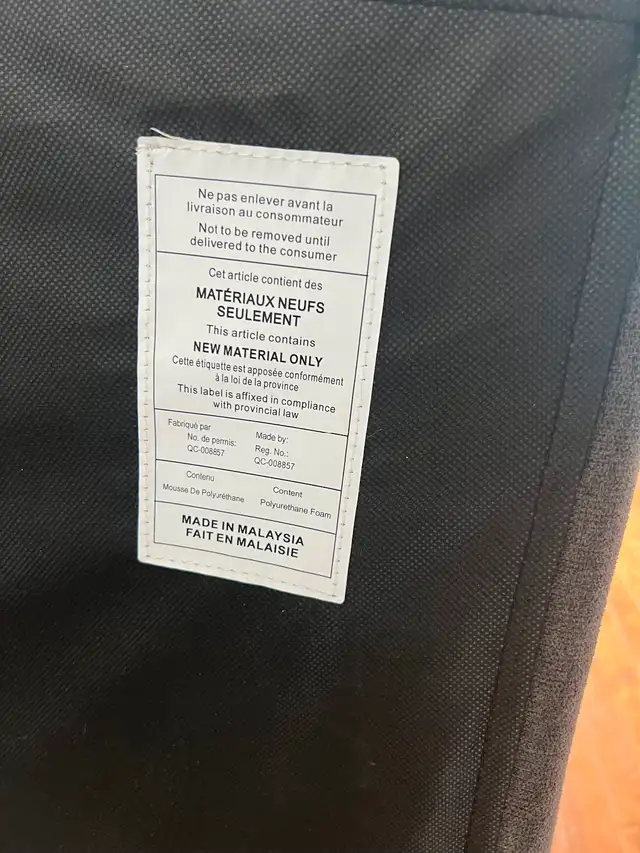 Ne pas enlever avant la
livraison au consommateur
Not to be removed until
delivered to the consumer
Cet article contient des
MATÉRIAUX NEUFS
SEULEMENT
This article contains
NEW MATERIAL ONLY
Cette étiquette est apposée conformément
à la loi de la province
This label is affixed in compliance
with provincial law
Fabriqué par
No. de permis:
QC-008857
Made by:
Reg. No.:
QC-008857
Contenu
Mousse De Polyuréthane
Content
Polyurethane Foam
MADE IN MALAYSIA
FAIT EN MALAISIE